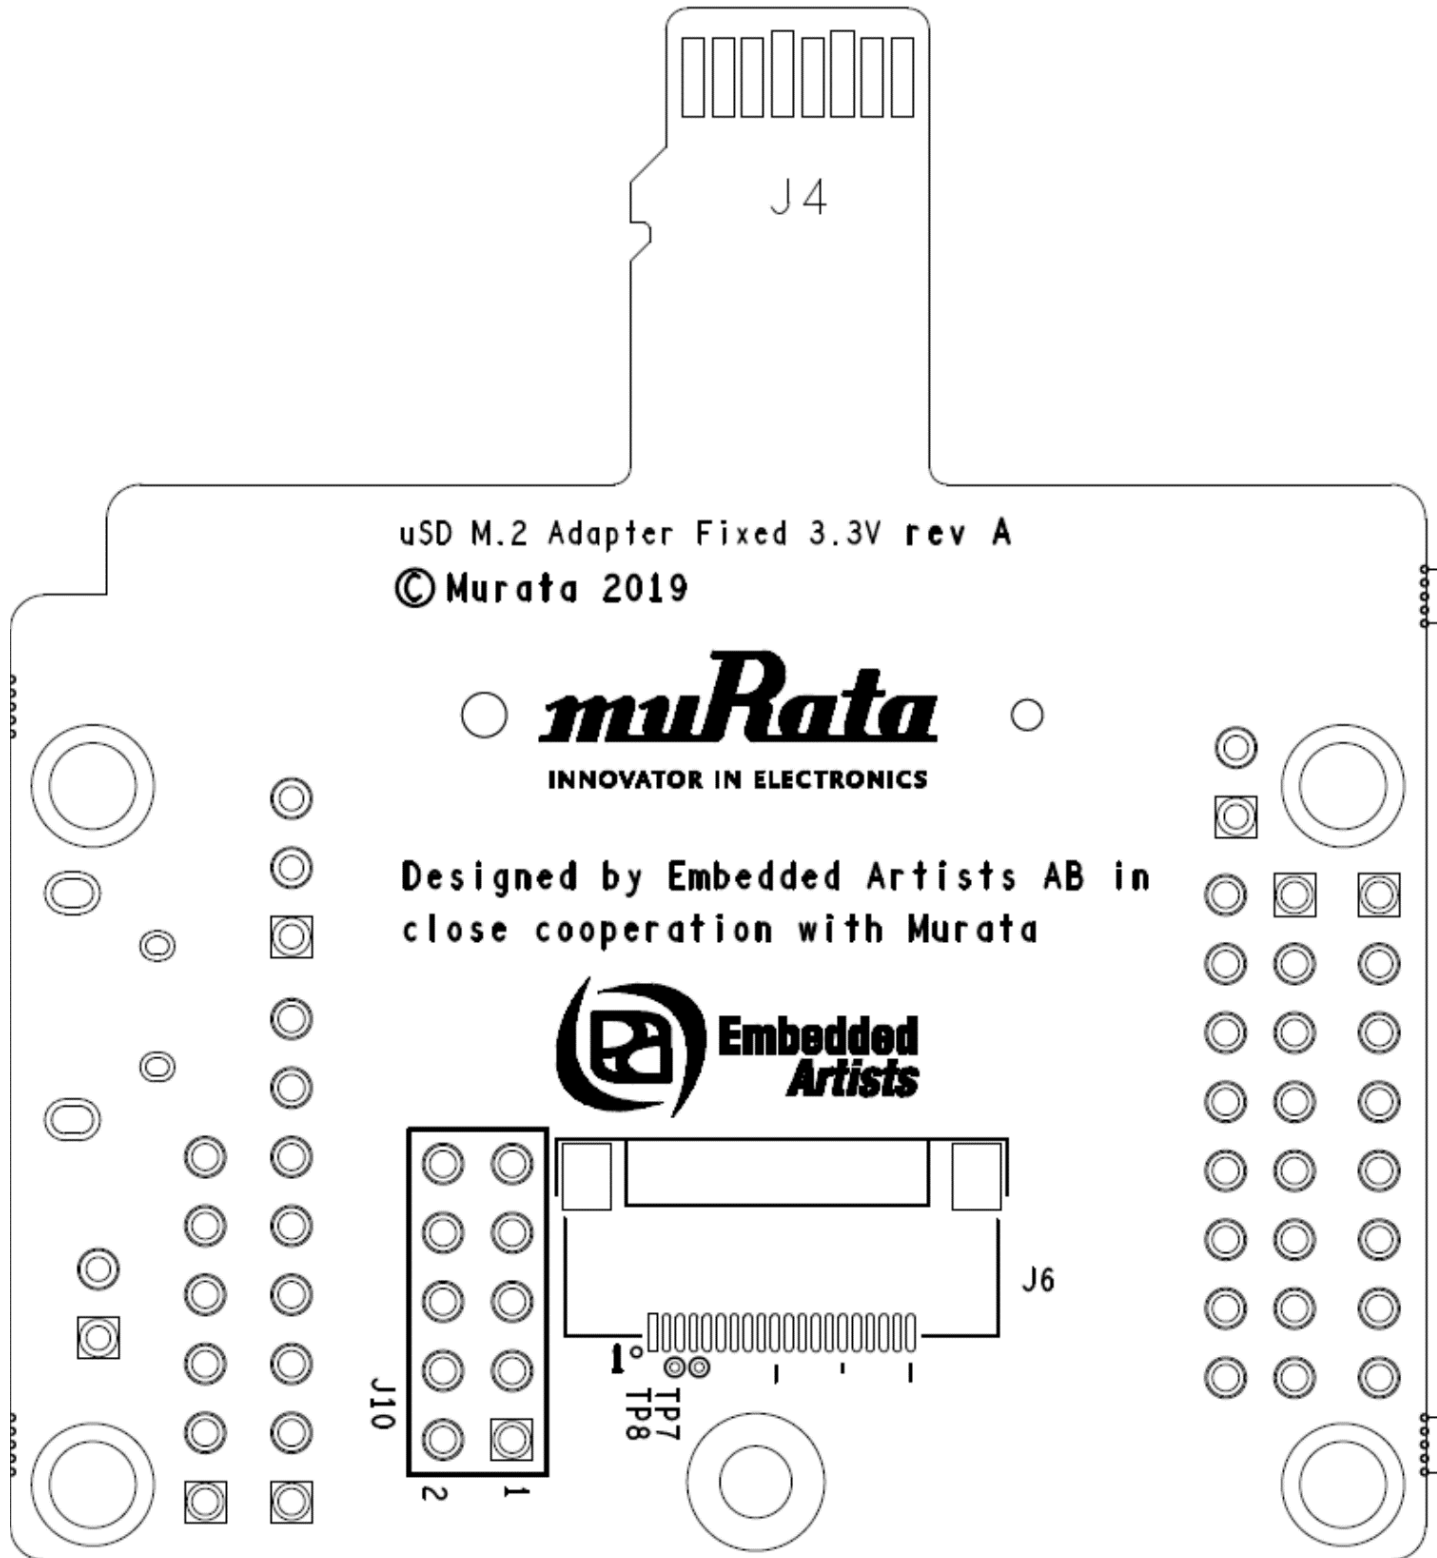 J4
uSD M.2 Adapter Fixed 3.3V rev A
© Murata 2019
muRata
INNOVATOR IN ELECTRONICS
Designed by Embedded Artists AB in
close cooperation with Murata
Embedded
Artists
J6
1
TP7
TP8
J10
2
1